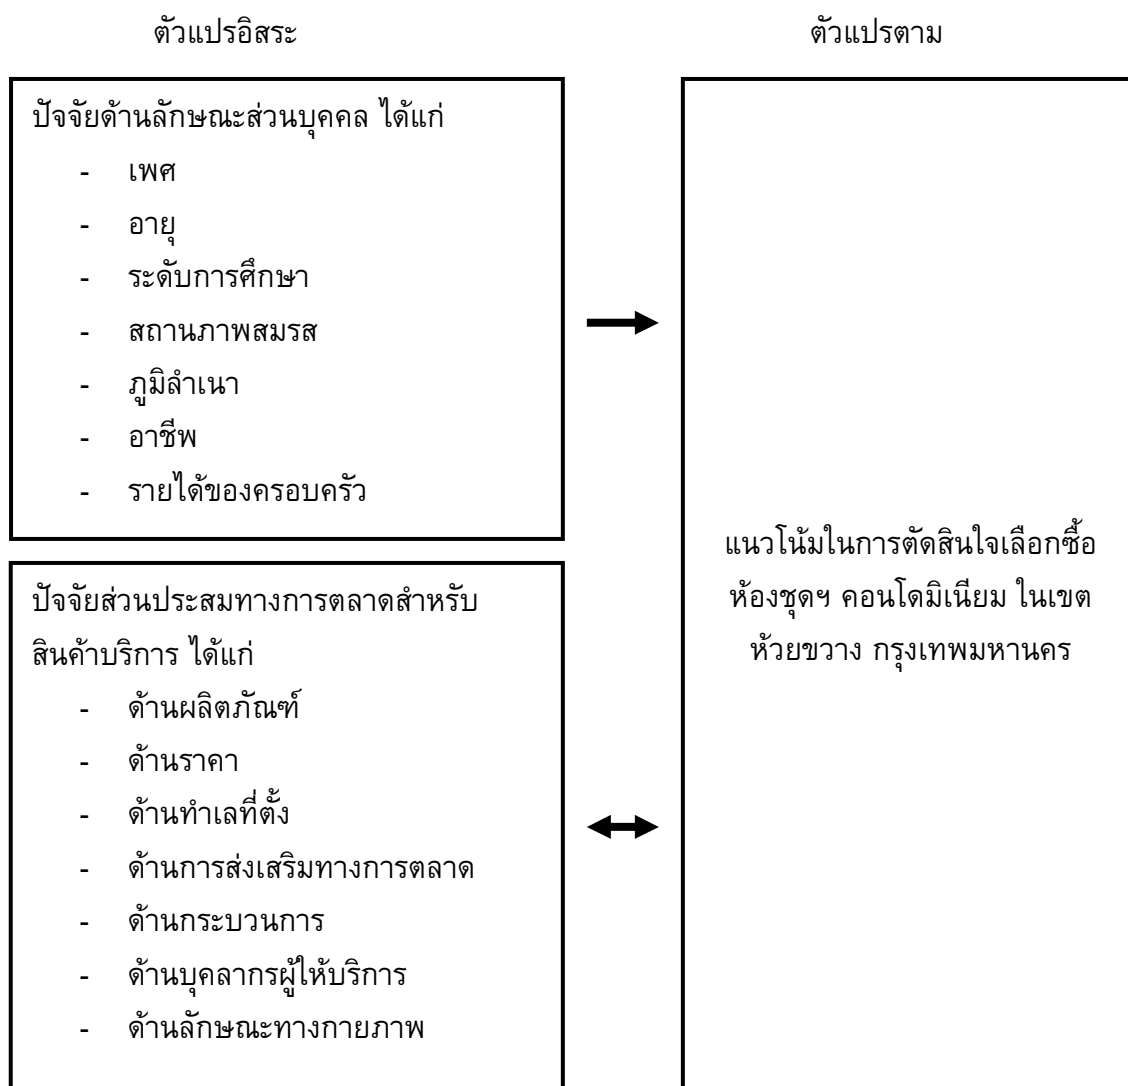 ตัวแปรอิสระ
ตัวแปรตาม
ปัจจัยด้านลักษณะส่วนบุคคล ได้แก่
- เพศ
- อายุ
- ระดับการศึกษา
- สถานภาพสมรส
- ภูมิลำเนา
- อาชีพ
- รายได้ของครอบครัว
ปัจจัยส่วนประสมทางการตลาดสำหรับ
สินค้าบริการ ได้แก่
- ด้านผลิตภัณฑ์
- ด้านราคา
- ด้านทำเลที่ตั้ง
- ด้านการส่งเสริมทางการตลาด
- ด้านกระบวนการ
- ด้านบุคลากรผู้ให้บริการ
- ด้านลักษณะทางกายภาพ
แนวโน้มในการตัดสินใจเลือกซื้อ
ห้องชุดฯ คอนโดมิเนียม ในเขต
ห้วยขวาง กรุงเทพมหานคร